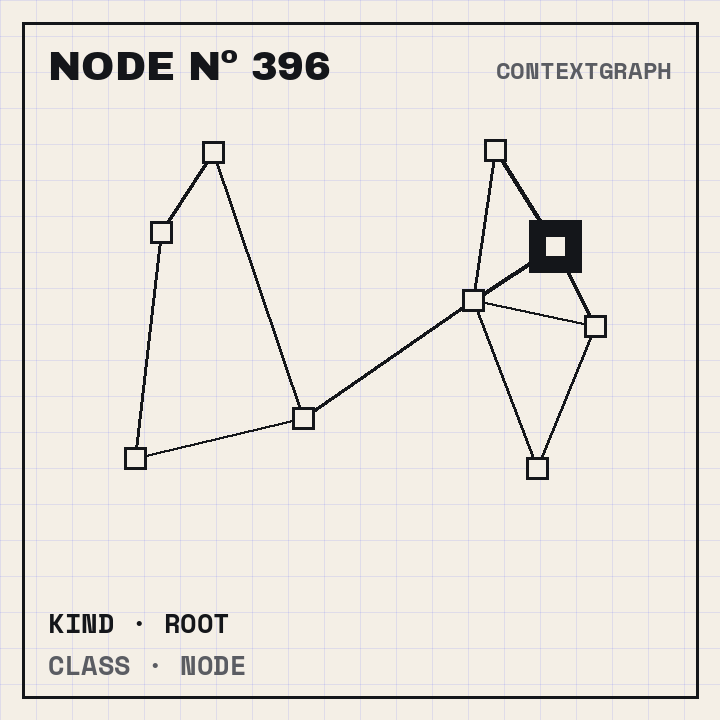 NODE Nº 396
CONTEXTGRAPH
KIND · ROOT
CLASS · NODE